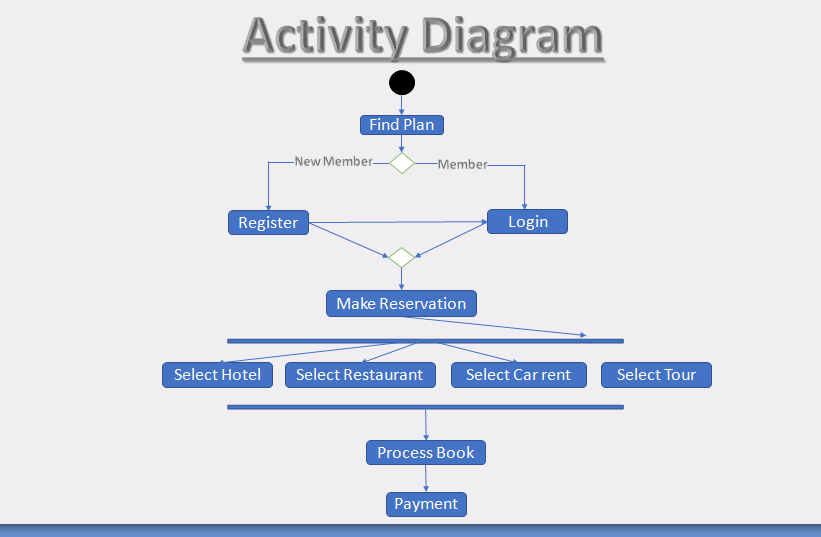 Activity Diagram
Find Plan
New Member
Member
Register
Login
Make Reservation
Select Hotel
Select Restaurant
Select Car rent
Select Tour
Process Book
Payment